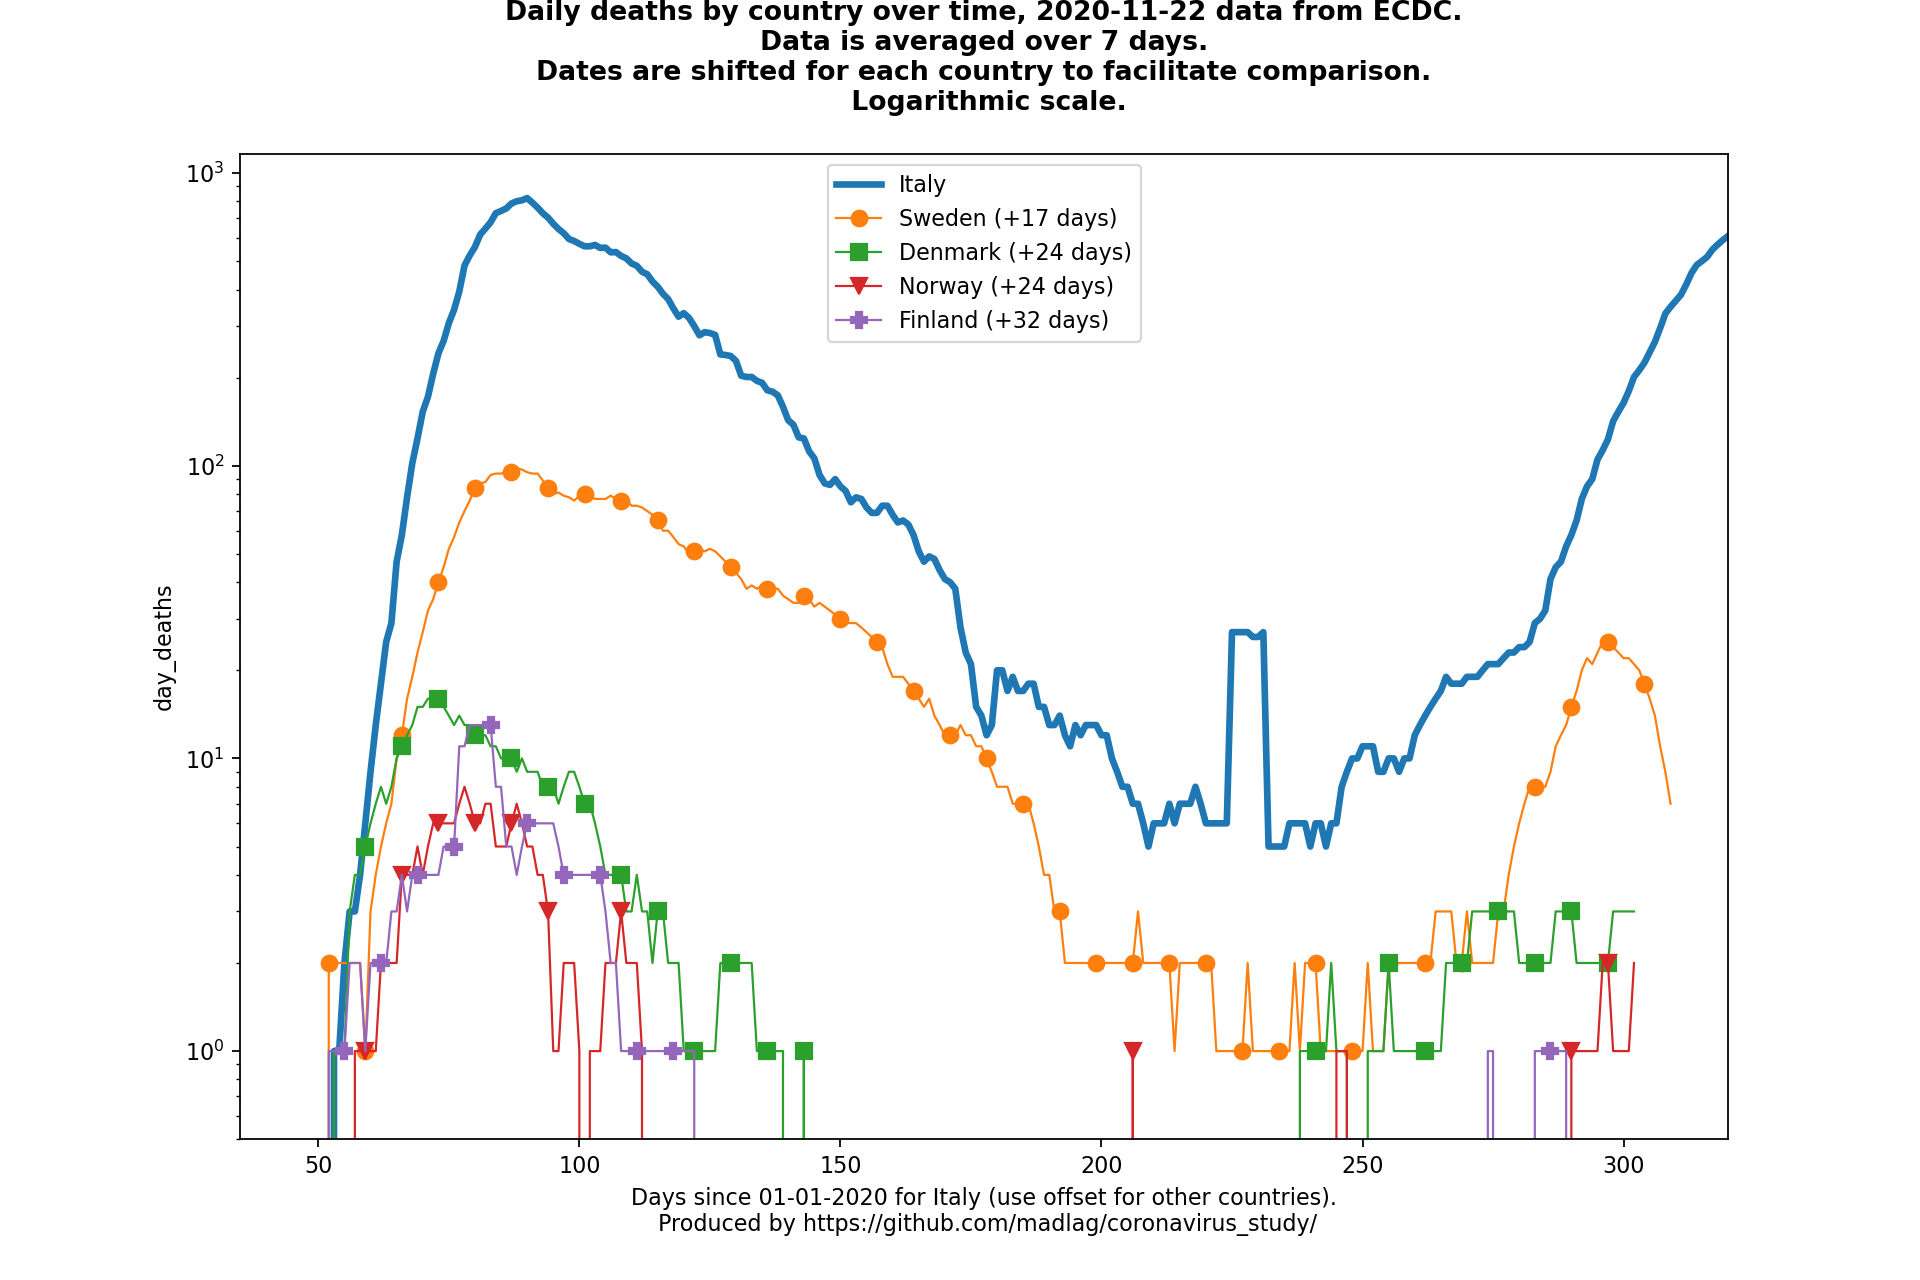 Daily deaths by country over time, 2020-11-22 data from ECDC.
Data is averaged over 7 days.
Dates are shifted for each country to facilitate comparison.
Logarithmic scale.
10³
10²
10¹
10⁰
day_deaths
Italy
Sweden (+17 days)
Denmark (+24 days)
Norway (+24 days)
Finland (+32 days)
50 100 150 200 250 300
Days since 01-01-2020 for Italy (use offset for other countries).
Produced by https://github.com/madlag/coronavirus_study/